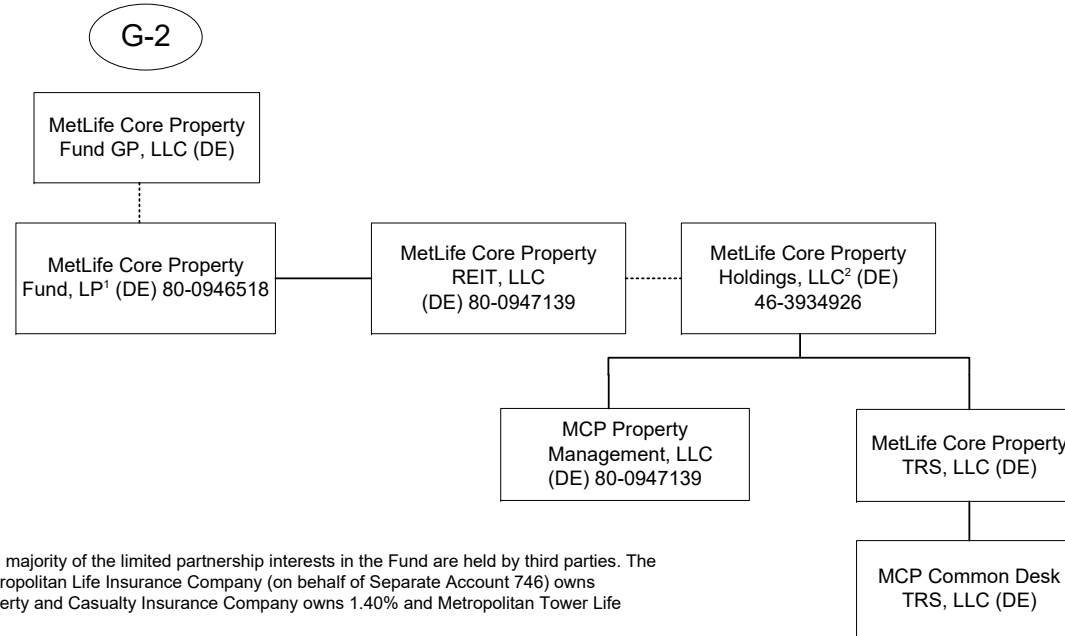 G-2
MetLife Core Property
Fund GP, LLC (DE)
MetLife Core Property
Fund, LP¹ (DE) 80-0946518
MetLife Core Property
REIT, LLC
(DE) 80-0947139
MetLife Core Property
Holdings, LLC² (DE)
46-3934926
MCP Property
Management, LLC
(DE) 80-0947139
MetLife Core Property
TRS, LLC (DE)
MCP Common Desk
TRS, LLC (DE)
majority of the limited partnership interests in the Fund are held by third parties. The
ropolitan Life Insurance Company (on behalf of Separate Account 746) owns
erty and Casualty Insurance Company owns 1.40% and Metropolitan Tower Life